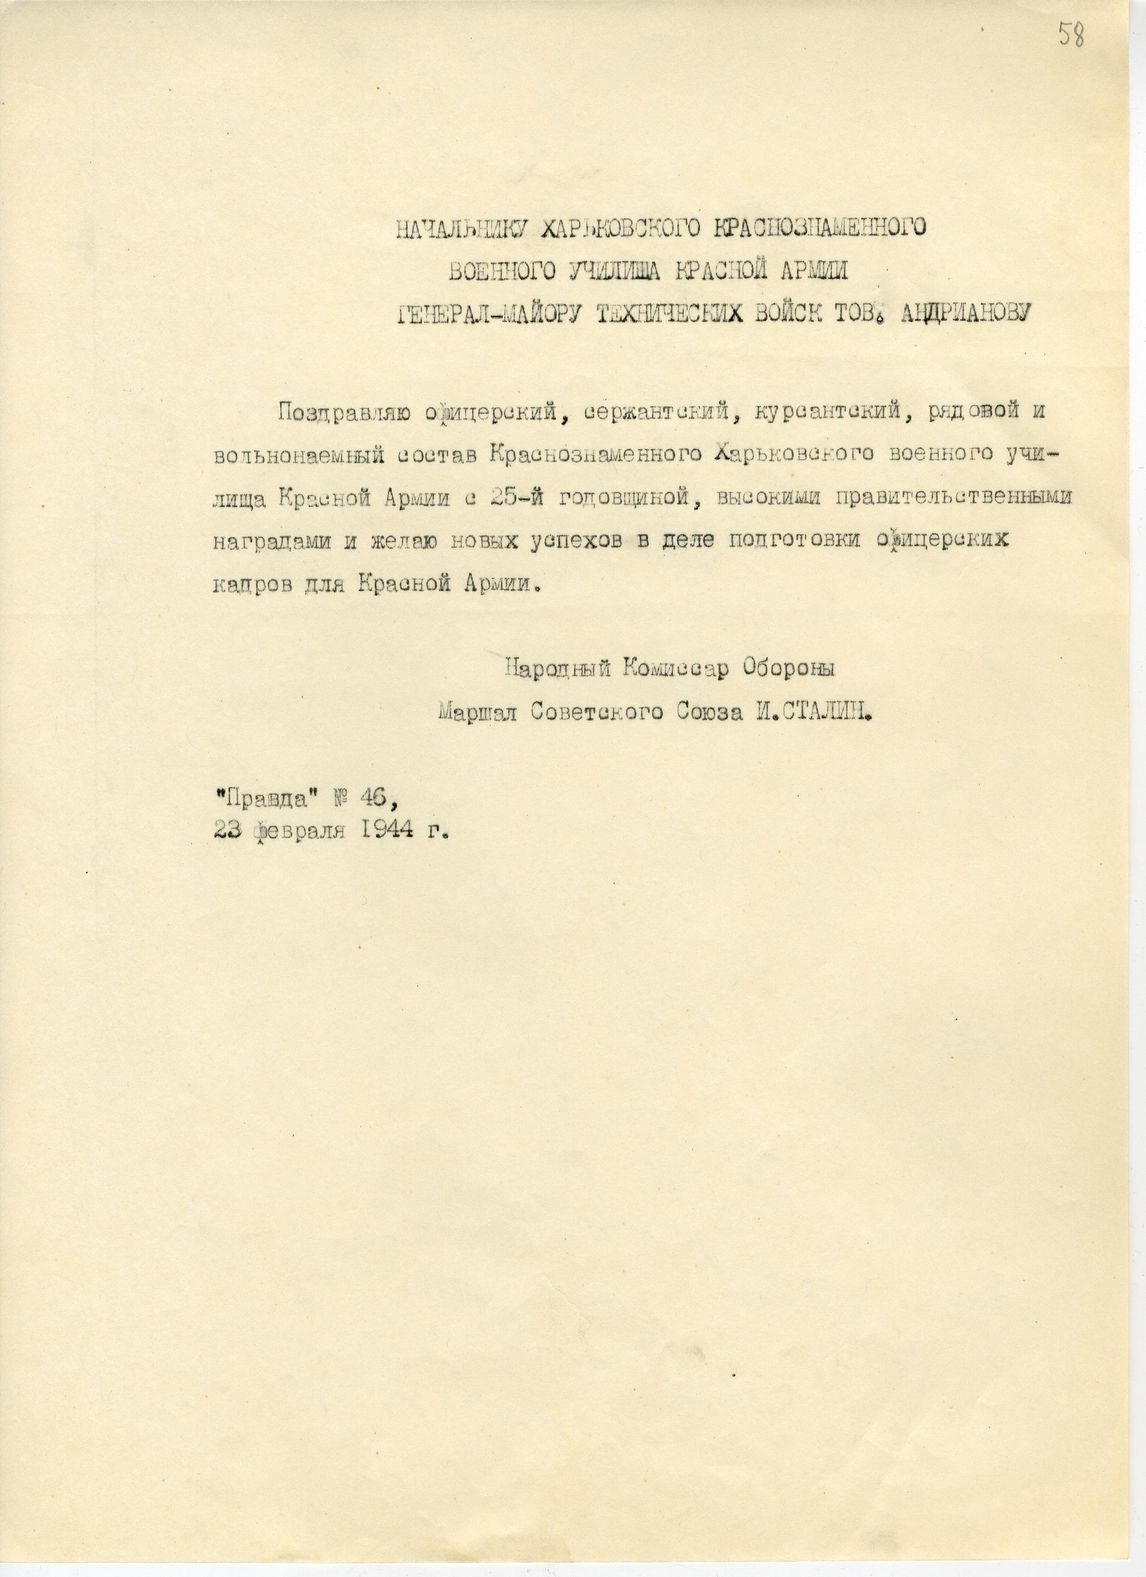 58
НАЧАЛЬНИКУ ХАРЬКОВСКОГО КРАСНОЗНАМЕННОГО
ВОЕННОГО УЧИЛИЩА КРАСНОЙ АРМИИ
ГЕНЕРАЛ-МАЙОРУ ТЕХНИЧЕСКИХ ВОЙСК ТОВ. АНДРИАНОВУ
Поздравляю офицерский, сержантский, курсантский, рядовой и
вольнонаемный состав Краснознаменного Харьковского военного учи-
лища Красной Армии с 25-й годовщиной, высокими правительственными
наградами и желаю новых успехов в деле подготовки офицерских
кадров для Красной Армии.
Народный Комиссар Обороны
Маршал Советского Союза И.СТАЛИН.
"Правда" № 46,
23 февраля 1944 г.